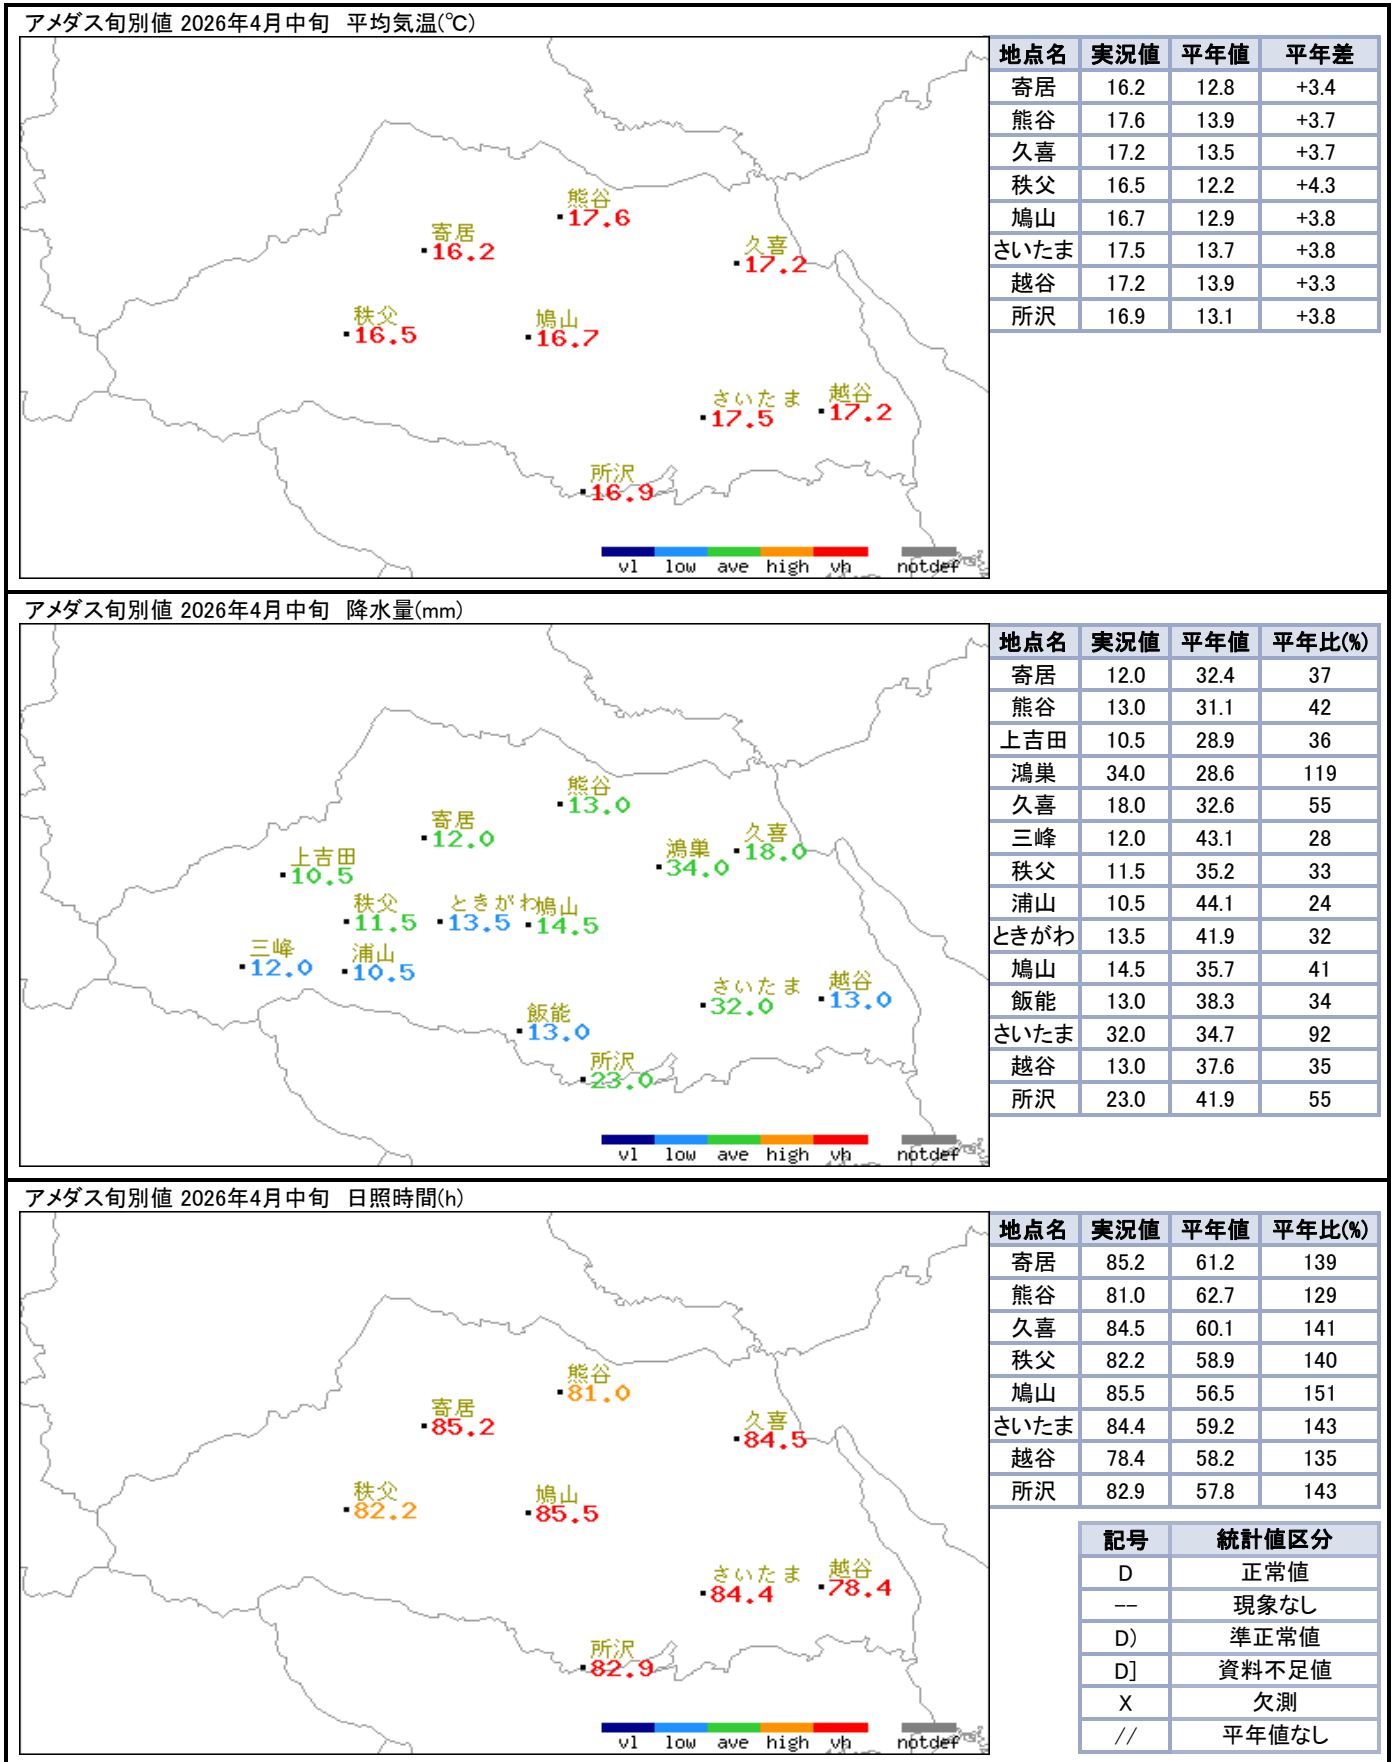 アメダス旬別値 2026年4月中旬 平均気温(℃)
熊谷
17.6
寄居
16.2
久喜
17.2
秩父
16.5
鳩山
16.7
さいたま
17.5
越谷
17.2
所沢
16.9
vl low ave high vh notdef
地点名 実況値 平年値 平年差
寄居 16.2 12.8 +3.4
熊谷 17.6 13.9 +3.7
久喜 17.2 13.5 +3.7
秩父 16.5 12.2 +4.3
鳩山 16.7 12.9 +3.8
さいたま 17.5 13.7 +3.8
越谷 17.2 13.9 +3.3
所沢 16.9 13.1 +3.8
アメダス旬別値 2026年4月中旬 降水量(mm)
熊谷
13.0
寄居
12.0
久喜
18.0
鴻巣
34.0
上吉田
10.5
秩父
11.5
ときがわ
13.5
鳩山
14.5
三峰
12.0
浦山
10.5
さいたま
32.0
越谷
13.0
飯能
13.0
所沢
23.0
vl low ave high vh notdef
地点名 実況値 平年値 平年比(%)
寄居 12.0 32.4 37
熊谷 13.0 31.1 42
上吉田 10.5 28.9 36
鴻巣 34.0 28.6 119
久喜 18.0 32.6 55
三峰 12.0 43.1 28
秩父 11.5 35.2 33
浦山 10.5 44.1 24
ときがわ 13.5 41.9 32
鳩山 14.5 35.7 41
飯能 13.0 38.3 34
さいたま 32.0 34.7 92
越谷 13.0 37.6 35
所沢 23.0 41.9 55
アメダス旬別値 2026年4月中旬 日照時間(h)
熊谷
81.0
寄居
85.2
久喜
84.5
秩父
82.2
鳩山
85.5
さいたま
84.4
越谷
78.4
所沢
82.9
vl low ave high vh notdef
地点名 実況値 平年値 平年比(%)
寄居 85.2 61.2 139
熊谷 81.0 62.7 129
久喜 84.5 60.1 141
秩父 82.2 58.9 140
鳩山 85.5 56.5 151
さいたま 84.4 59.2 143
越谷 78.4 58.2 135
所沢 82.9 57.8 143
記号 統計値区分
D 正常値
-- 現象なし
D) 準正常値
D] 資料不足値
X 欠測
// 平年値なし